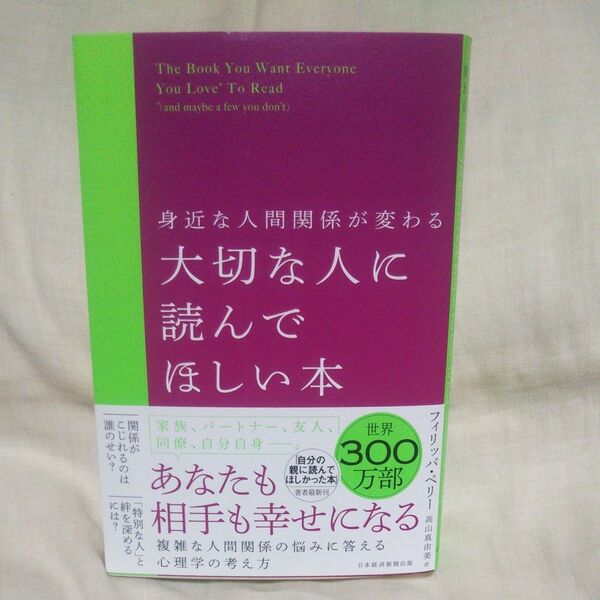 The Book You Want Everyone
You Love* To Read
*(and maybe a few you don't)
身近な人間関係が変わる
大切な人に
読んで
ほしい本
関係が
こじれるのは
誰のせい?
「特別な人」と
絆を深める
には?
家族、パートナー、友人、
同僚、自分自身――。
あなたも
相手も幸せになる
複雑な人間関係の悩みに答える
心理学の考え方
『自分の
親に読んで
ほしかった本』
著者最新刊
世界
300
万部
フィリッパ・ペリー
高山真由美 訳
日本経済新聞出版